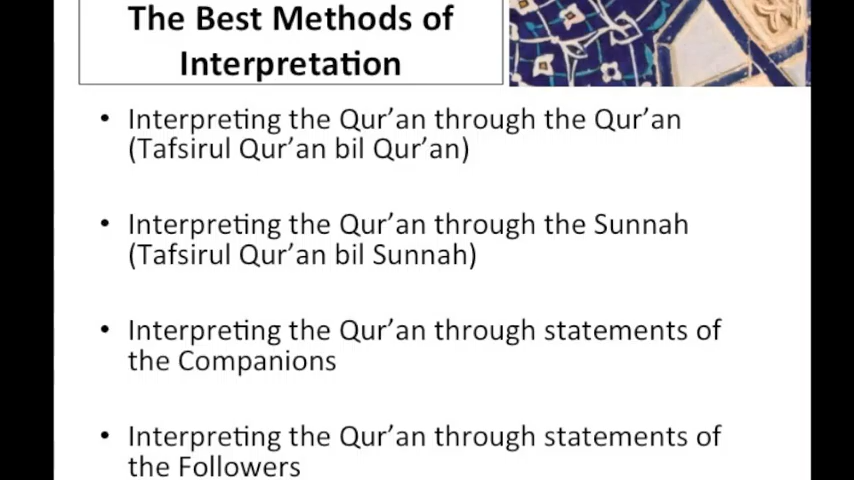 The Best Methods of
Interpretation
• Interpreting the Qur’an through the Qur’an
(Tafsirul Qur’an bil Qur’an)
• Interpreting the Qur’an through the Sunnah
(Tafsirul Qur’an bil Sunnah)
• Interpreting the Qur’an through statements of
the Companions
• Interpreting the Qur’an through statements of
the Followers